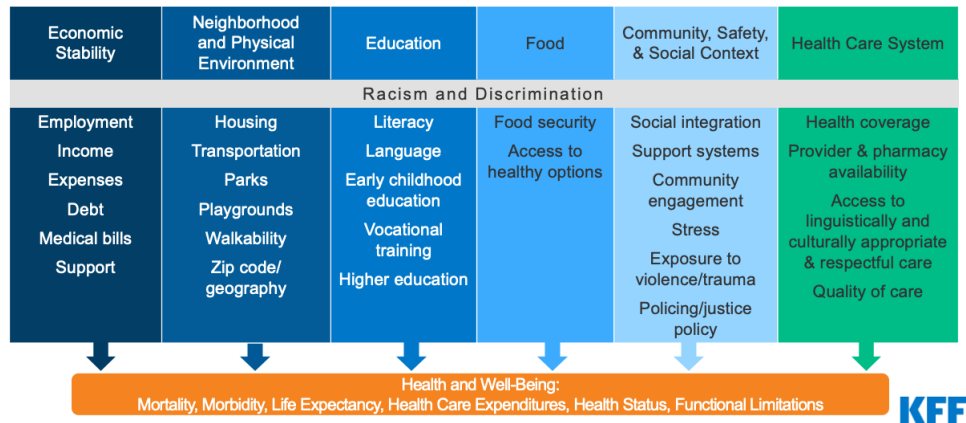 Economic
Stability
Neighborhood
and Physical
Environment
Education
Food
Community, Safety,
& Social Context
Health Care System
Racism and Discrimination
Employment
Income
Expenses
Debt
Medical bills
Support
Housing
Transportation
Parks
Playgrounds
Walkability
Zip code/
geography
Literacy
Language
Early childhood
education
Vocational
training
Higher education
Food security
Access to
healthy options
Social integration
Support systems
Community
engagement
Stress
Exposure to
violence/trauma
Policing/justice
policy
Health coverage
Provider & pharmacy
availability
Access to
linguistically and
culturally appropriate
& respectful care
Quality of care
Health and Well-Being:
Mortality, Morbidity, Life Expectancy, Health Care Expenditures, Health Status, Functional Limitations
KFF